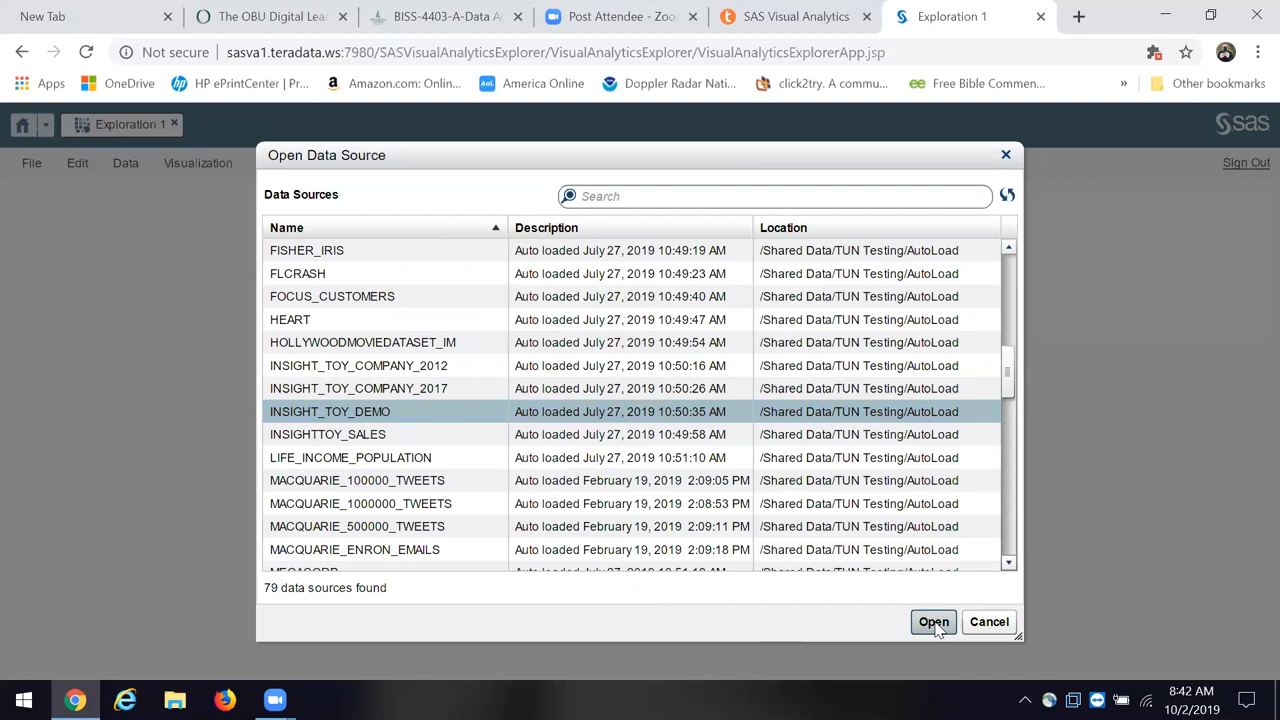 New Tab
The OBU Digital Lea
BISS-4403-A-Data A
Post Attendee - Zoo
SAS Visual Analytics
Exploration 1
Not secure
sasva1.teradata.ws:7980/SASVisualAnalyticsExplorer/VisualAnalyticsExplorer/VisualAnalyticsExplorerApp.jsp
Apps
OneDrive
HP ePrintCenter | Pr...
Amazon.com: Onlin...
America Online
Doppler Radar Natio...
click2try. A commu...
Free Bible Commen...
»
Other bookmarks
Exploration 1
sas
File Edit Data Visualization
Sign Out
Open Data Source
Data Sources
Search
Name Description Location
FISHER_IRIS Auto loaded July 27, 2019 10:49:19 AM /Shared Data/TUN Testing/AutoLoad
FLCRASH Auto loaded July 27, 2019 10:49:23 AM /Shared Data/TUN Testing/AutoLoad
FOCUS_CUSTOMERS Auto loaded July 27, 2019 10:49:40 AM /Shared Data/TUN Testing/AutoLoad
HEART Auto loaded July 27, 2019 10:49:47 AM /Shared Data/TUN Testing/AutoLoad
HOLLYWOODMOVIEDATASET_IM Auto loaded July 27, 2019 10:49:54 AM /Shared Data/TUN Testing/AutoLoad
INSIGHT_TOY_COMPANY_2012 Auto loaded July 27, 2019 10:50:16 AM /Shared Data/TUN Testing/AutoLoad
INSIGHT_TOY_COMPANY_2017 Auto loaded July 27, 2019 10:50:26 AM /Shared Data/TUN Testing/AutoLoad
INSIGHT_TOY_DEMO Auto loaded July 27, 2019 10:50:35 AM /Shared Data/TUN Testing/AutoLoad
INSIGHTTOY_SALES Auto loaded July 27, 2019 10:49:58 AM /Shared Data/TUN Testing/AutoLoad
LIFE_INCOME_POPULATION Auto loaded July 27, 2019 10:51:10 AM /Shared Data/TUN Testing/AutoLoad
MACQUARIE_100000_TWEETS Auto loaded February 19, 2019 2:09:05 PM /Shared Data/TUN Testing/AutoLoad
MACQUARIE_1000000_TWEETS Auto loaded February 19, 2019 2:08:53 PM /Shared Data/TUN Testing/AutoLoad
MACQUARIE_500000_TWEETS Auto loaded February 19, 2019 2:09:11 PM /Shared Data/TUN Testing/AutoLoad
MACQUARIE_ENRON_EMAILS Auto loaded February 19, 2019 2:09:18 PM /Shared Data/TUN Testing/AutoLoad
79 data sources found
Open Cancel
8:42 AM
10/2/2019